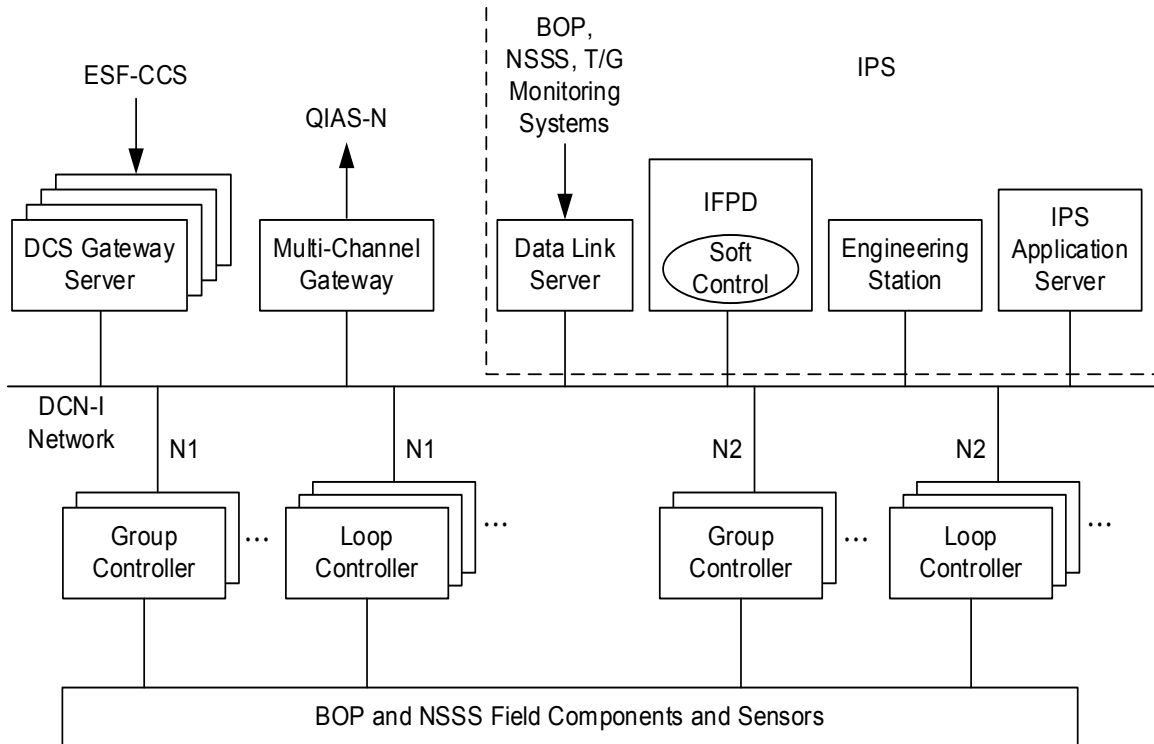 ESF-CCS
QIAS-N
BOP,
NSSS, T/G
Monitoring
Systems
IPS
DCS Gateway
Server
Multi-Channel
Gateway
Data Link
Server
IFPD
Soft
Control
Engineering
Station
IPS
Application
Server
DCN-I
Network
N1
N1
N2
N2
Group
Controller
...
Loop
Controller
...
Group
Controller
...
Loop
Controller
...
BOP and NSSS Field Components and Sensors